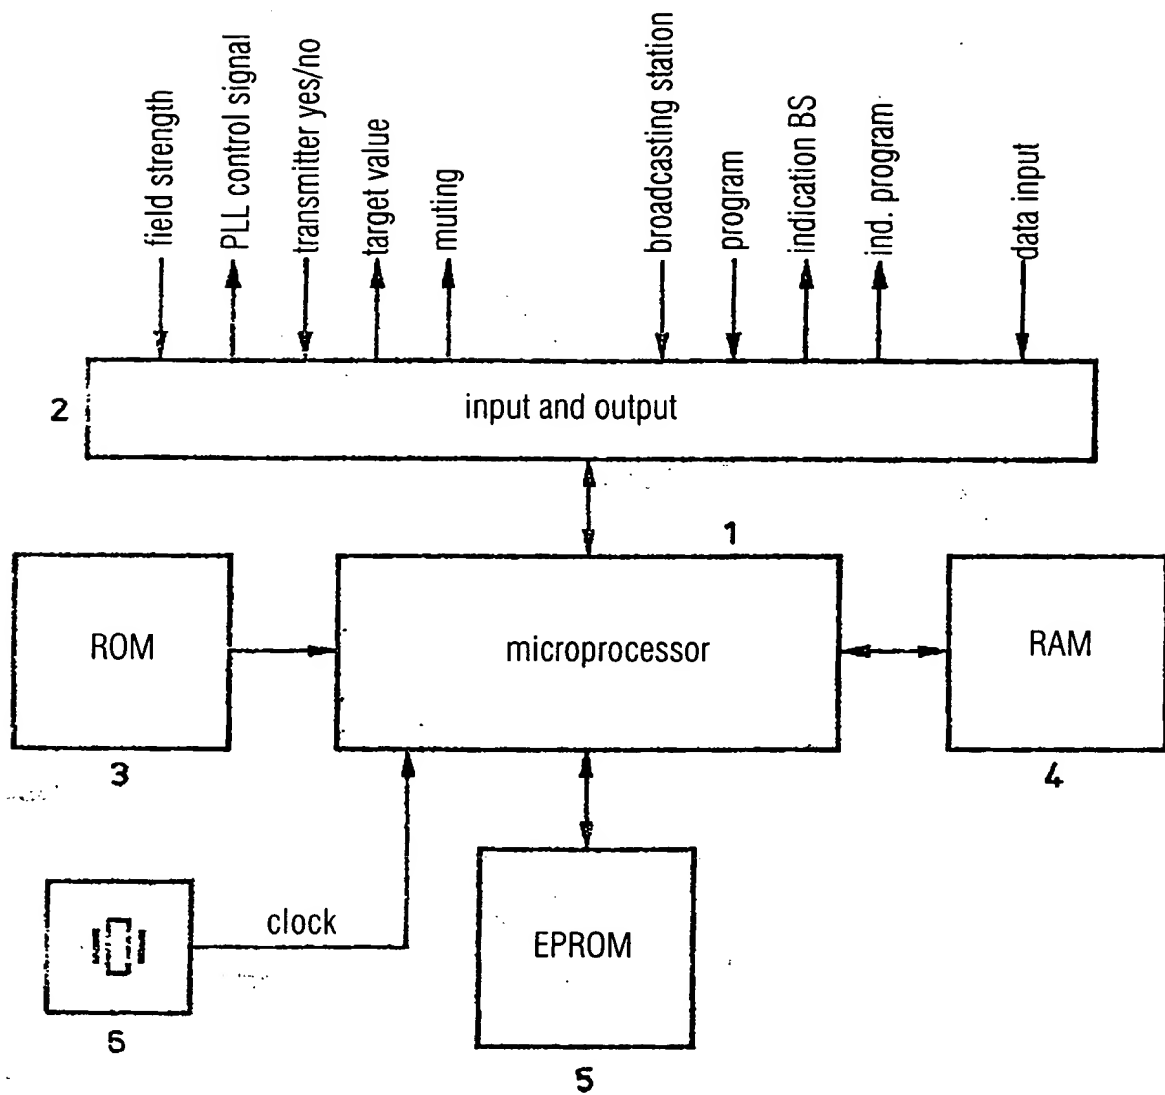 field strength
PLL control signal
transmitter yes/no
target value
muting
broadcasting station
program
indication BS
ind. program
data input
2
input and output
1
ROM
microprocessor
RAM
3
4
clock
EPROM
6
5